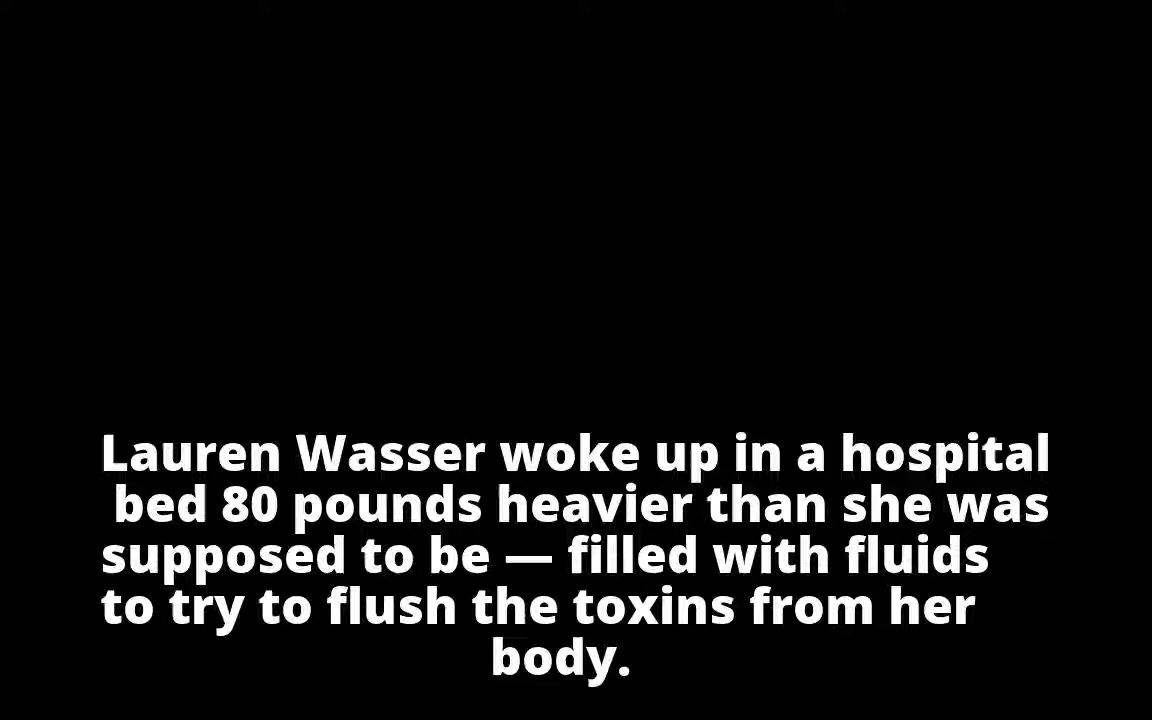 Lauren Wasser woke up in a hospital
bed 80 pounds heavier than she was
supposed to be — filled with fluids
to try to flush the toxins from her
body.